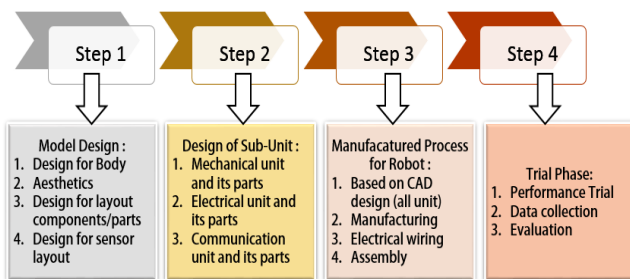 Step 1
Step 2
Step 3
Step 4
Model Design :
1. Design for Body
2. Aesthetics
3. Design for layout
components/parts
4. Design for sensor
layout
Design of Sub-Unit :
1. Mechanical unit
and its parts
2. Electrical unit and
its parts
3. Communication
unit and its parts
Manufacatured Process
for Robot :
1. Based on CAD
design (all unit)
2. Manufacturing
3. Electrical wiring
4. Assembly
Trial Phase:
1. Performance Trial
2. Data collection
3. Evaluation